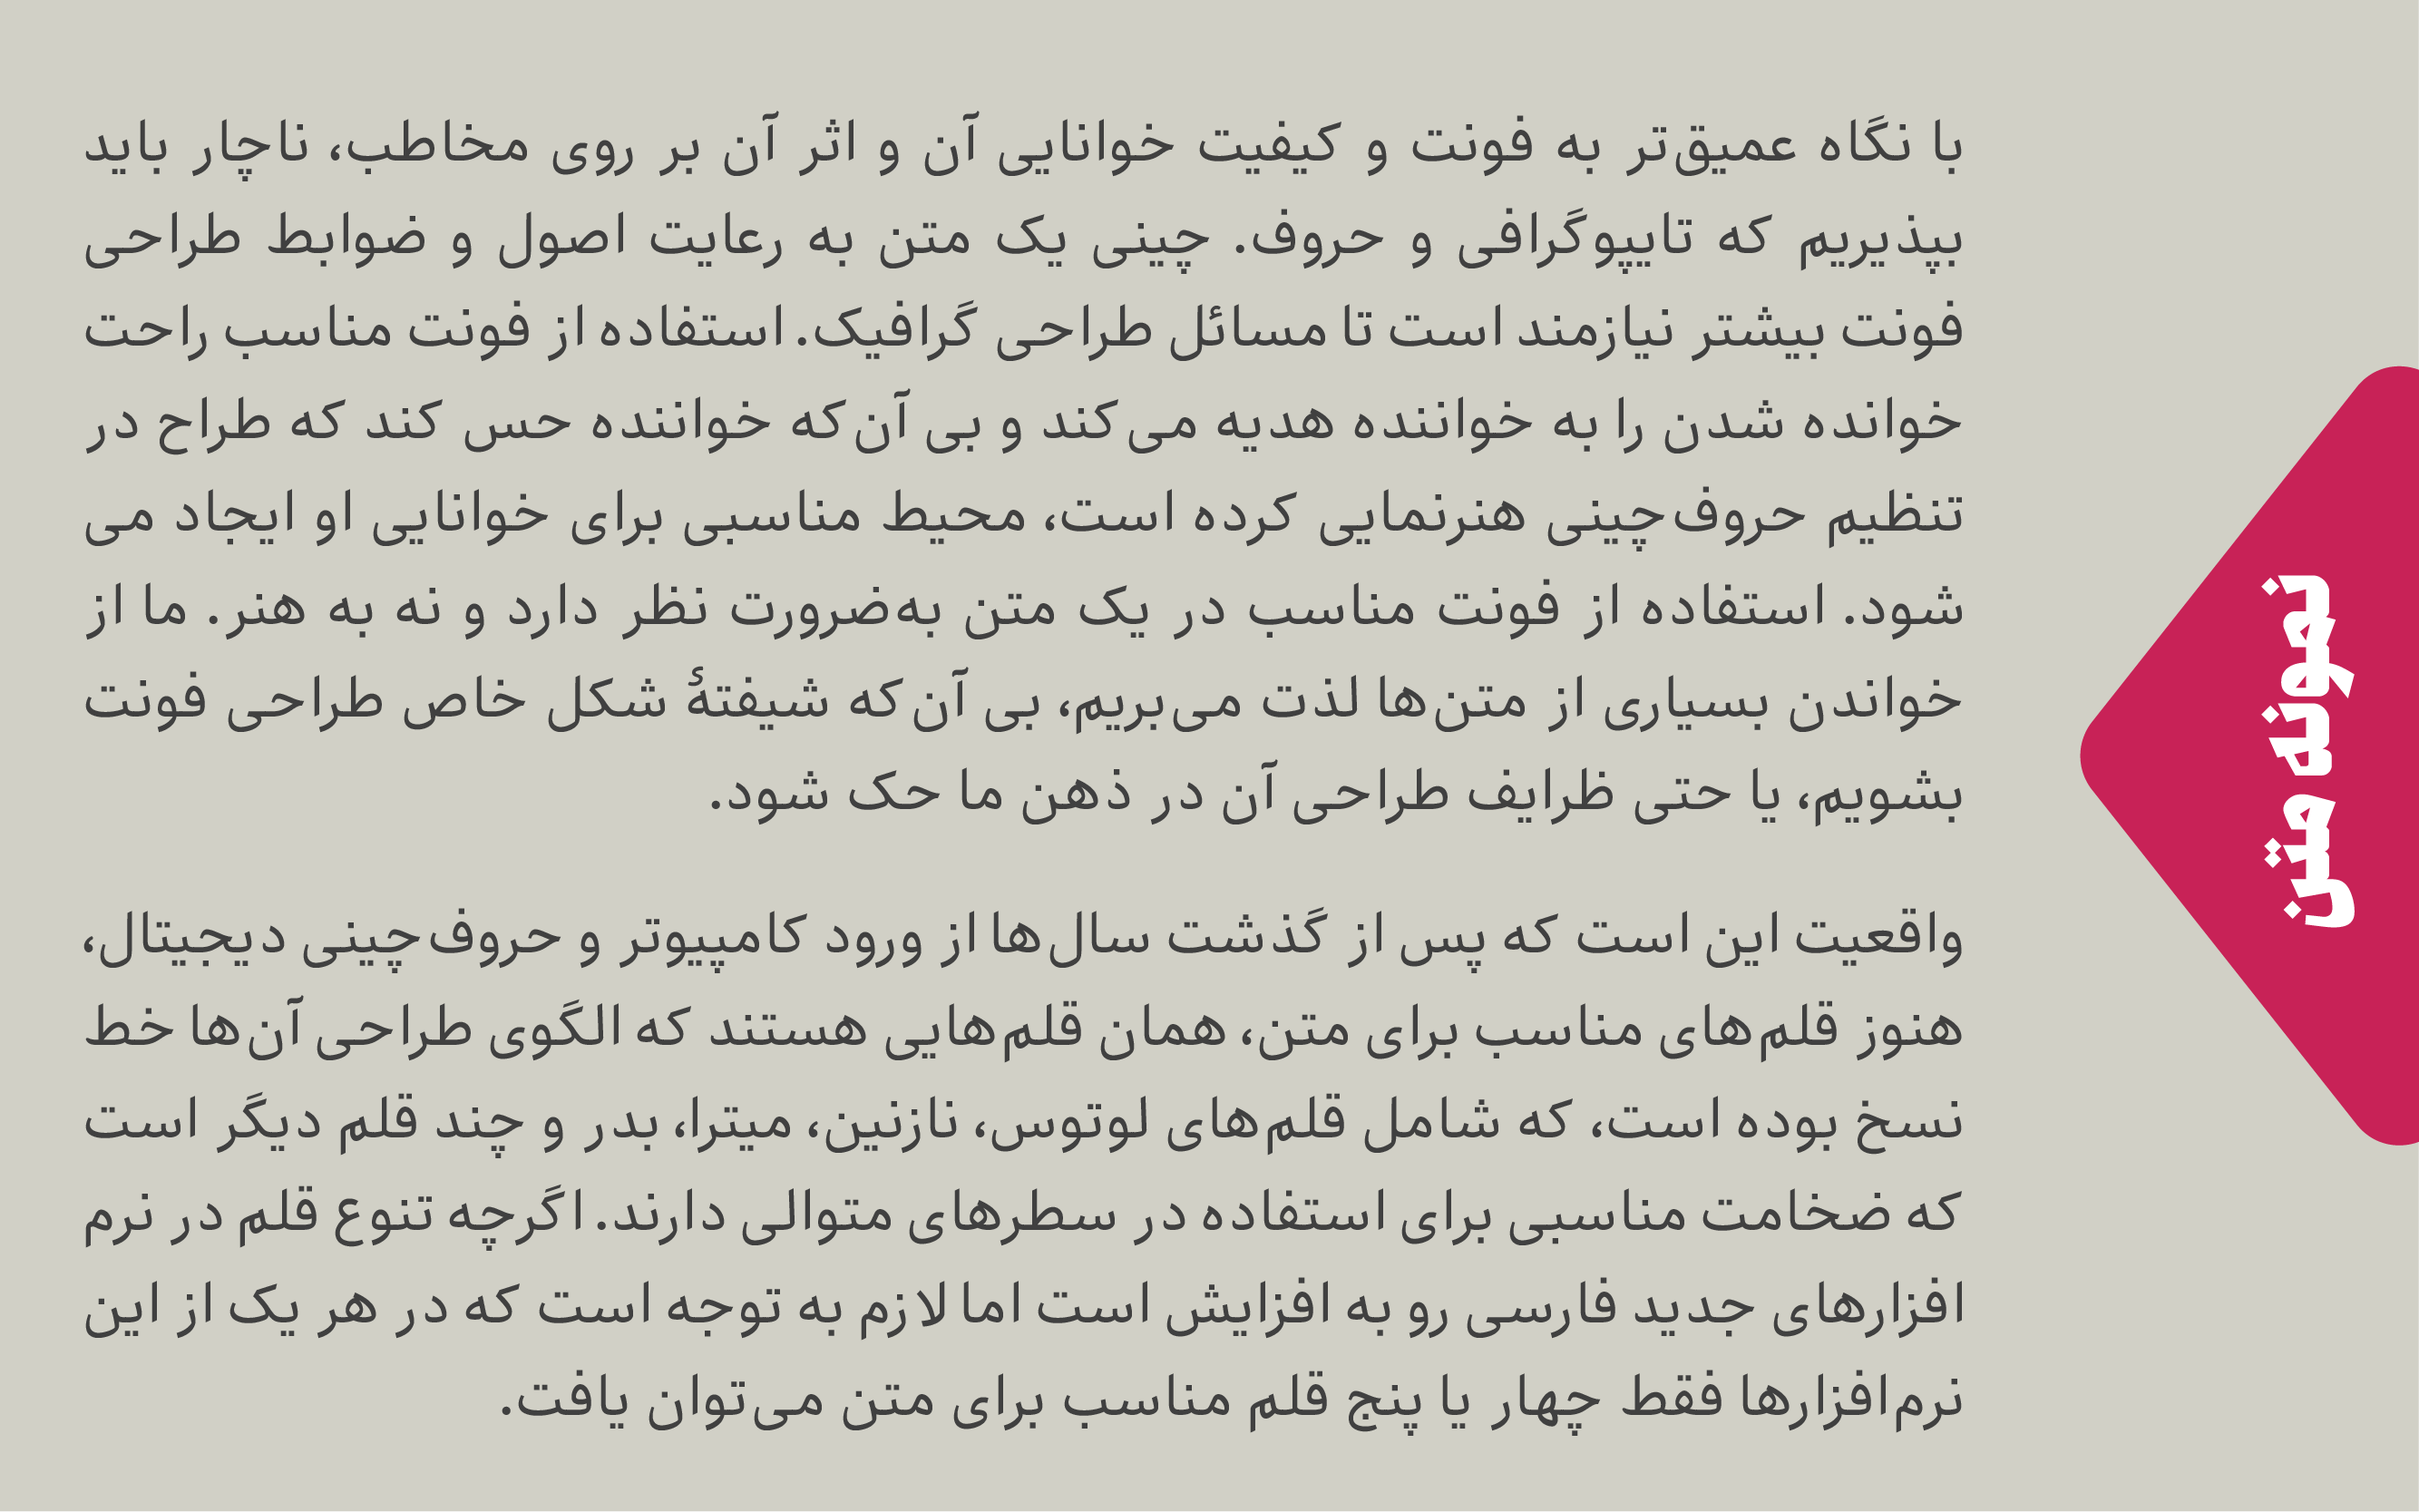 نمونه متن
با نگاه عمیق‌تر به فونت و کیفیت خوانایی آن و اثر آن بر روی مخاطب، ناچار باید
بپذیریم که تایپوگرافی و حروف. چینی یک متن به رعایت اصول و ضوابط طراحی
فونت بیشتر نیازمند است تا مسائل طراحی گرافیک. استفاده از فونت مناسب راحت
خوانده شدن را به خواننده هدیه می‌کند و بی آن‌که خواننده حس کند که طراح در
تنظیم حروف‌چینی هنرنمایی کرده است، محیط مناسبی برای خوانایی او ایجاد می
شود. استفاده از فونت مناسب در یک متن به‌ضرورت نظر دارد و نه به هنر. ما از
خواندن بسیاری از متن‌ها لذت می‌بریم، بی آن‌که شیفتهٔ شکل خاص طراحی فونت
بشویم، یا حتی ظرایف طراحی آن در ذهن ما حک شود.
واقعیت این است که پس از گذشت سال‌ها از ورود کامپیوتر و حروف‌چینی دیجیتال،
هنوز قلم‌های مناسب برای متن، همان قلم‌هایی هستند که الگوی طراحی آن‌ها خط
نسخ بوده است، که شامل قلم‌های لوتوس، نازنین، میترا، بدر و چند قلم دیگر است
که ضخامت مناسبی برای استفاده در سطرهای متوالی دارند. اگرچه تنوع قلم در نرم
افزارهای جدید فارسی رو به افزایش است اما لازم به توجه است که در هر یک از این
نرم‌افزارها فقط چهار یا پنج قلم مناسب برای متن می‌توان یافت.